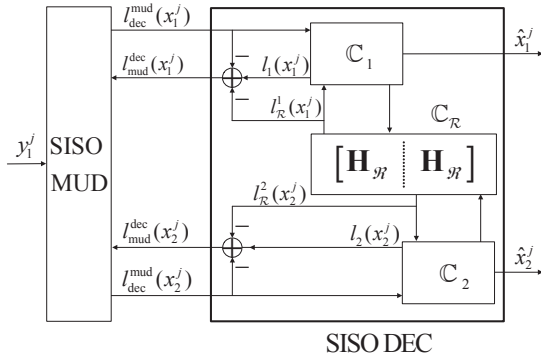 l_dec^mud(x_1^j)
ℂ_1
x̂_1^j
l_mud^dec(x_1^j)
l_1(x_1^j)
−
−
l_ℛ^1(x_1^j)
ℂ_ℛ
y_1^j
SISO
MUD
[H_ℛ ⋮ H_ℛ]
l_ℛ^2(x_2^j)
−
l_mud^dec(x_2^j)
l_2(x_2^j)
−
l_dec^mud(x_2^j)
ℂ_2
x̂_2^j
SISO DEC